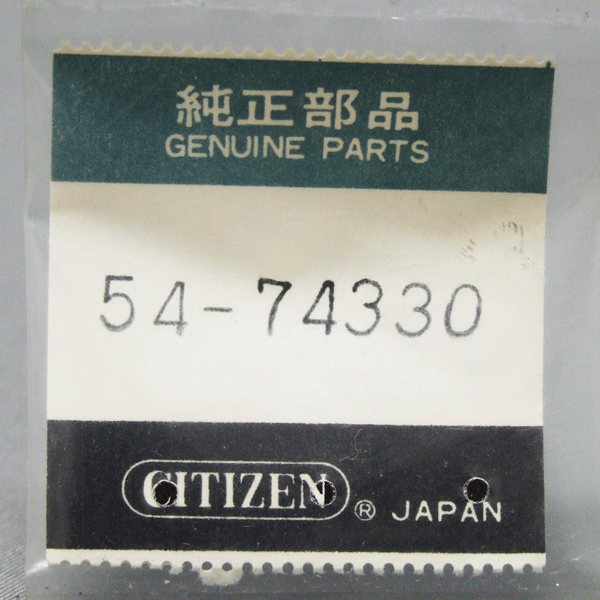 純正部品
GENUINE PARTS
54-74330
CITIZEN ® JAPAN